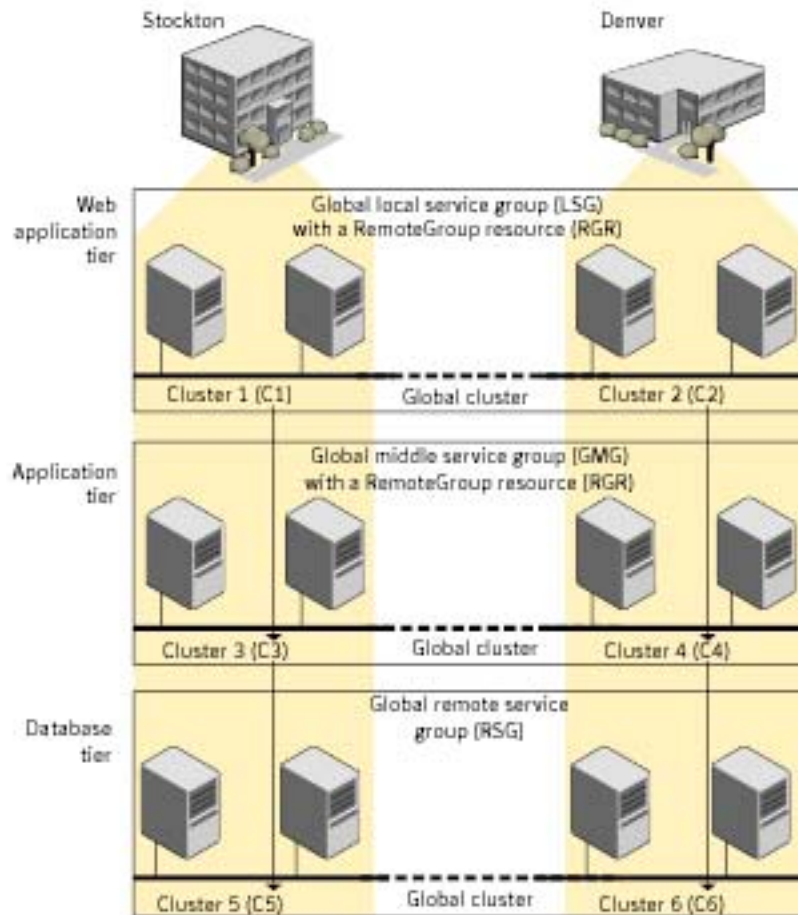 Stockton
Denver
Web
application
tier
Global local service group (LSG)
with a RemoteGroup resource (RGR)
Cluster 1 (C1)
Global cluster
Cluster 2 (C2)
Application
tier
Global middle service group (GMG)
with a RemoteGroup resource (RGR)
Cluster 3 (C3)
Global cluster
Cluster 4 (C4)
Database
tier
Global remote service
group (RSG)
Cluster 5 (C5)
Global cluster
Cluster 6 (C6)